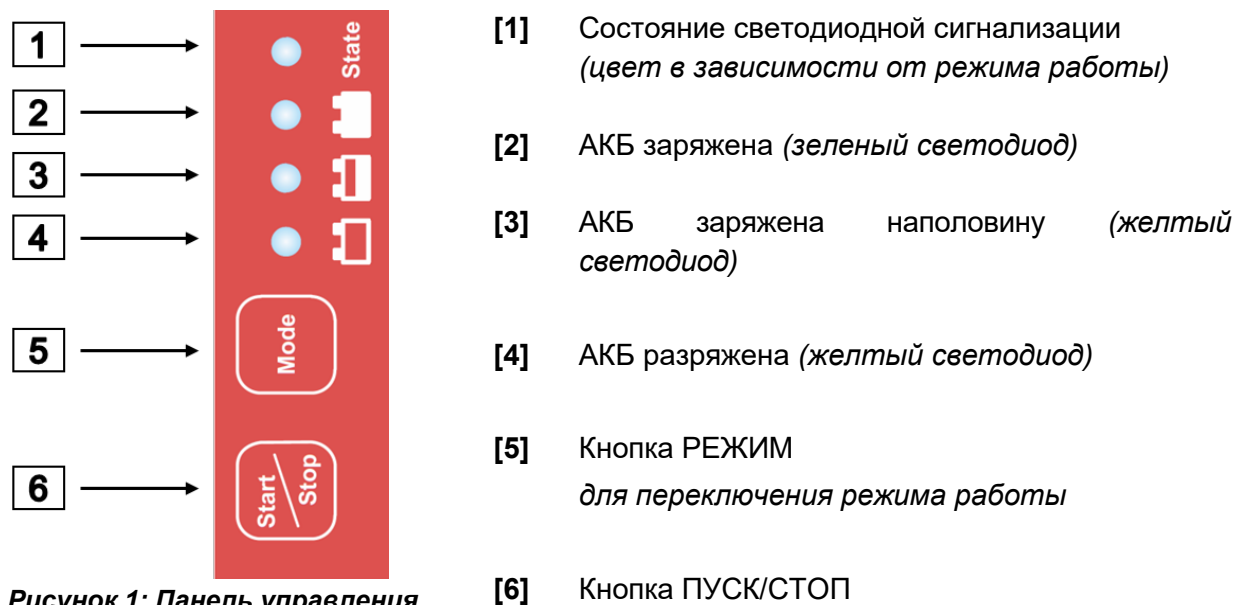 1
2
3
4
5
6
State
Mode
Start
Stop
Рисунок 1: Панель управления
[1] Состояние светодиодной сигнализации
(цвет в зависимости от режима работы)
[2] АКБ заряжена (зеленый светодиод)
[3] АКБ заряжена наполовину (желтый
светодиод)
[4] АКБ разряжена (желтый светодиод)
[5] Кнопка РЕЖИМ
для переключения режима работы
[6] Кнопка ПУСК/СТОП